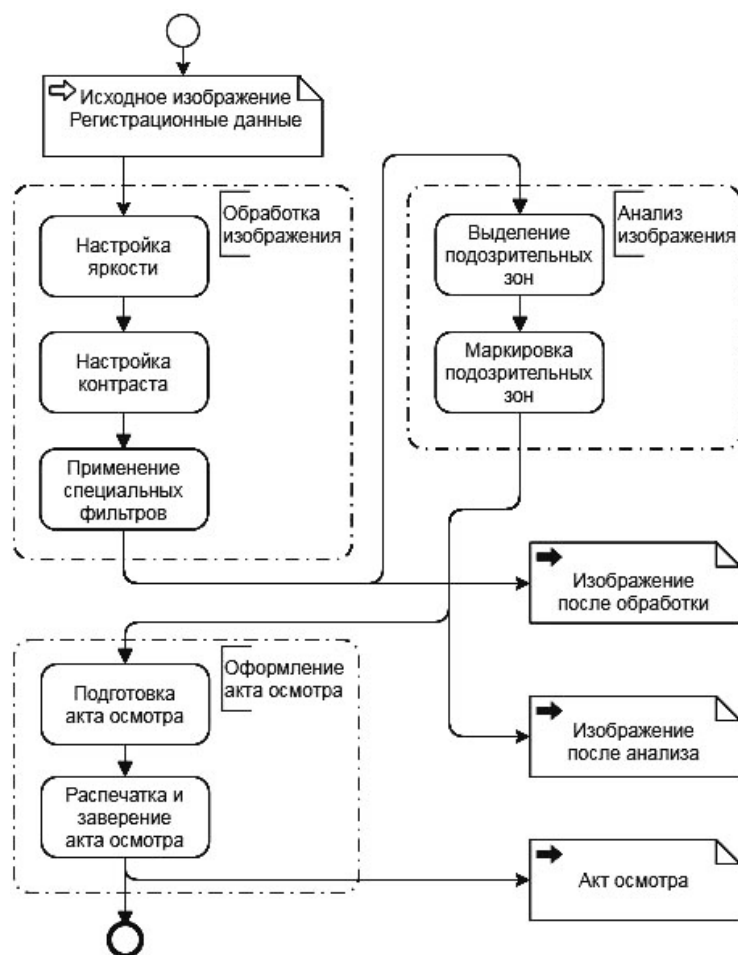 Исходное изображение
Регистрационные данные
Обработка
изображения
Настройка
яркости
Настройка
контраста
Применение
специальных
фильтров
Анализ
изображения
Выделение
подозрительных
зон
Маркировка
подозрительных
зон
Изображение
после обработки
Оформление
акта осмотра
Подготовка
акта осмотра
Изображение
после анализа
Распечатка и
заверение
акта осмотра
Акт осмотра